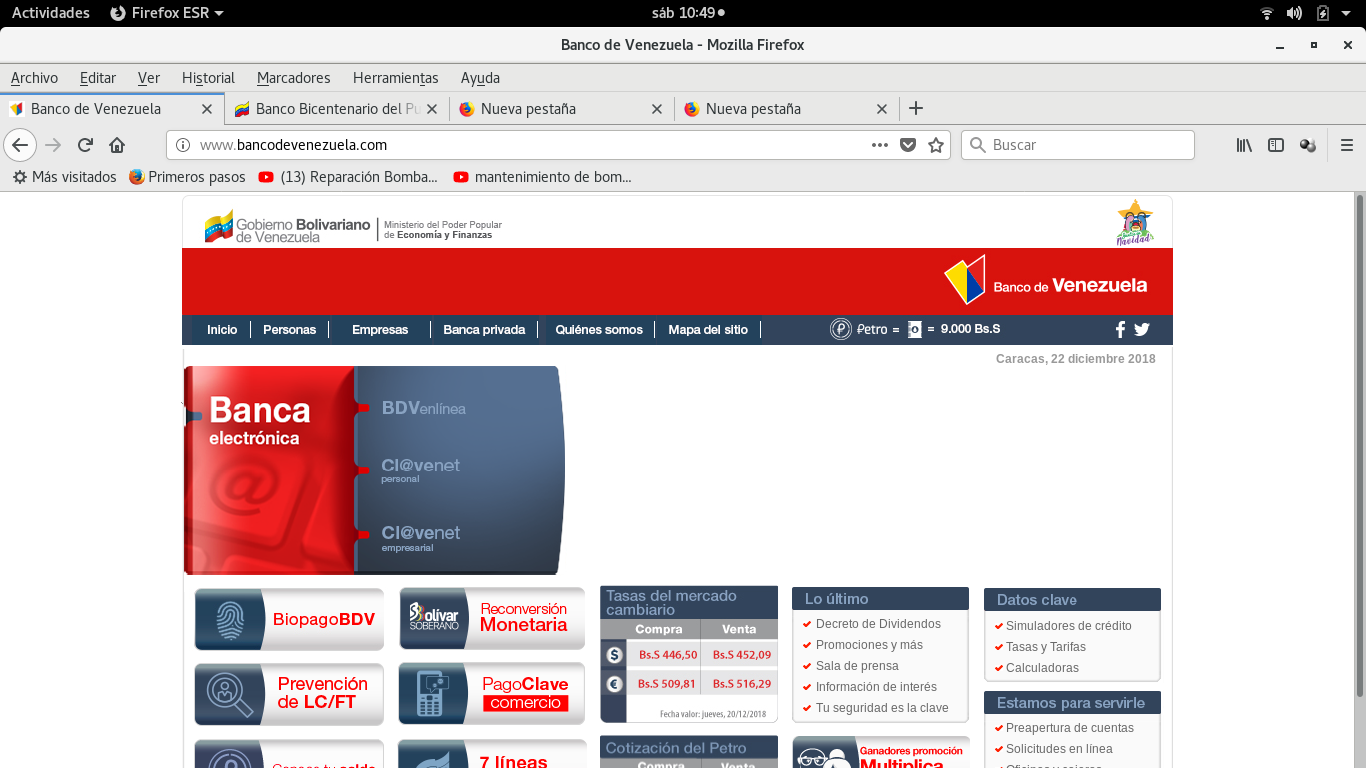 Actividades Firefox ESR sáb 10:49
Banco de Venezuela - Mozilla Firefox
Archivo Editar Ver Historial Marcadores Herramientas Ayuda
Banco de Venezuela Banco Bicentenario del Pu Nueva pestaña Nueva pestaña
www.bancodevenezuela.com Buscar
Más visitados Primeros pasos (13) Reparación Bomba... mantenimiento de bom...
Gobierno Bolivariano
de Venezuela
Ministerio del Poder Popular
de Economía y Finanzas
Navidad
Banco de Venezuela
Inicio Personas Empresas Banca privada Quiénes somos Mapa del sitio Petro = = 9.000 Bs.S
Caracas, 22 diciembre 2018
Banca
electrónica
BDVenlínea
Cl@venet
personal
Cl@venet
empresarial
BiopagoBDV
Bolívar
SOBERANO
Reconversión
Monetaria
Prevención
de LC/FT
PagoClave
comercio
7 líneas
Tasas del mercado
cambiario
Compra Venta
$ Bs.S 446,50 Bs.S 452,09
€ Bs.S 509,81 Bs.S 516,29
Fecha valor: jueves, 20/12/2018
Cotización del Petro
Compra Venta
Lo último
Decreto de Dividendos
Promociones y más
Sala de prensa
Información de interés
Tu seguridad es la clave
Ganadores promoción
Multiplica
Datos clave
Simuladores de crédito
Tasas y Tarifas
Calculadoras
Estamos para servirle
Preapertura de cuentas
Solicitudes en línea